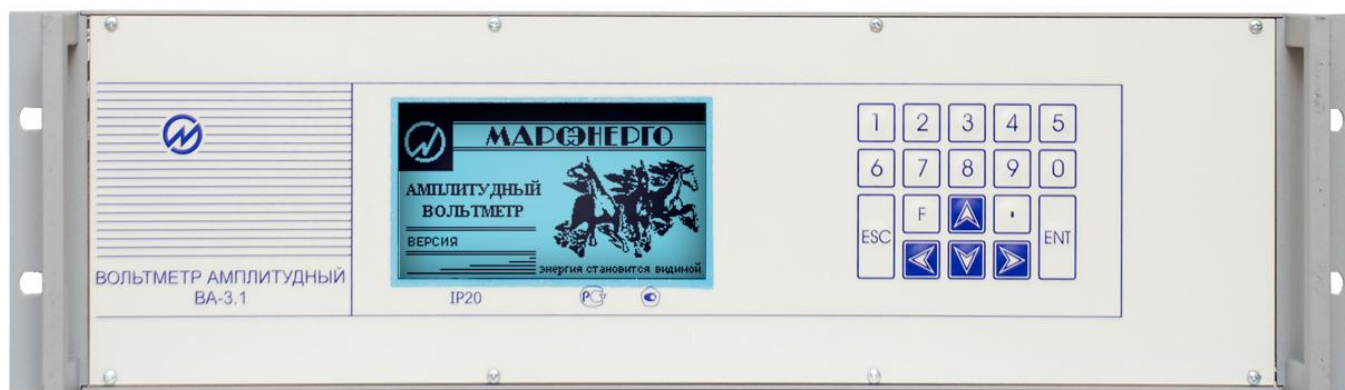 ВОЛЬТМЕТР АМПЛИТУДНЫЙ
ВА-3.1
МАРСЭНЕРГО
АМПЛИТУДНЫЙ
ВОЛЬТМЕТР
ВЕРСИЯ
энергия становится видимой
IP20
1 2 3 4 5
6 7 8 9 0
ESC F . ENT